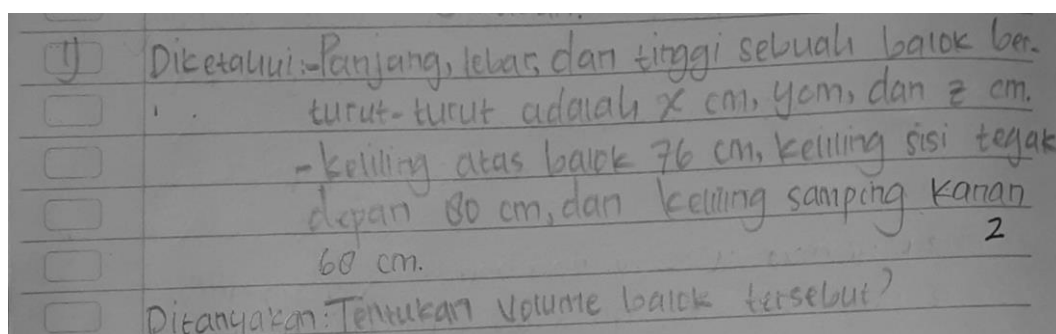 1) Diketahui:-Panjang, lebar, dan tinggi sebuah balok ber-
turut-turut adalah x cm, y cm, dan z cm.
-Keliling atas balok 76 cm, keliling sisi tegak
depan 80 cm, dan keliling samping kanan
2
60 cm.
Ditanyakan: Tentukan volume balok tersebut?